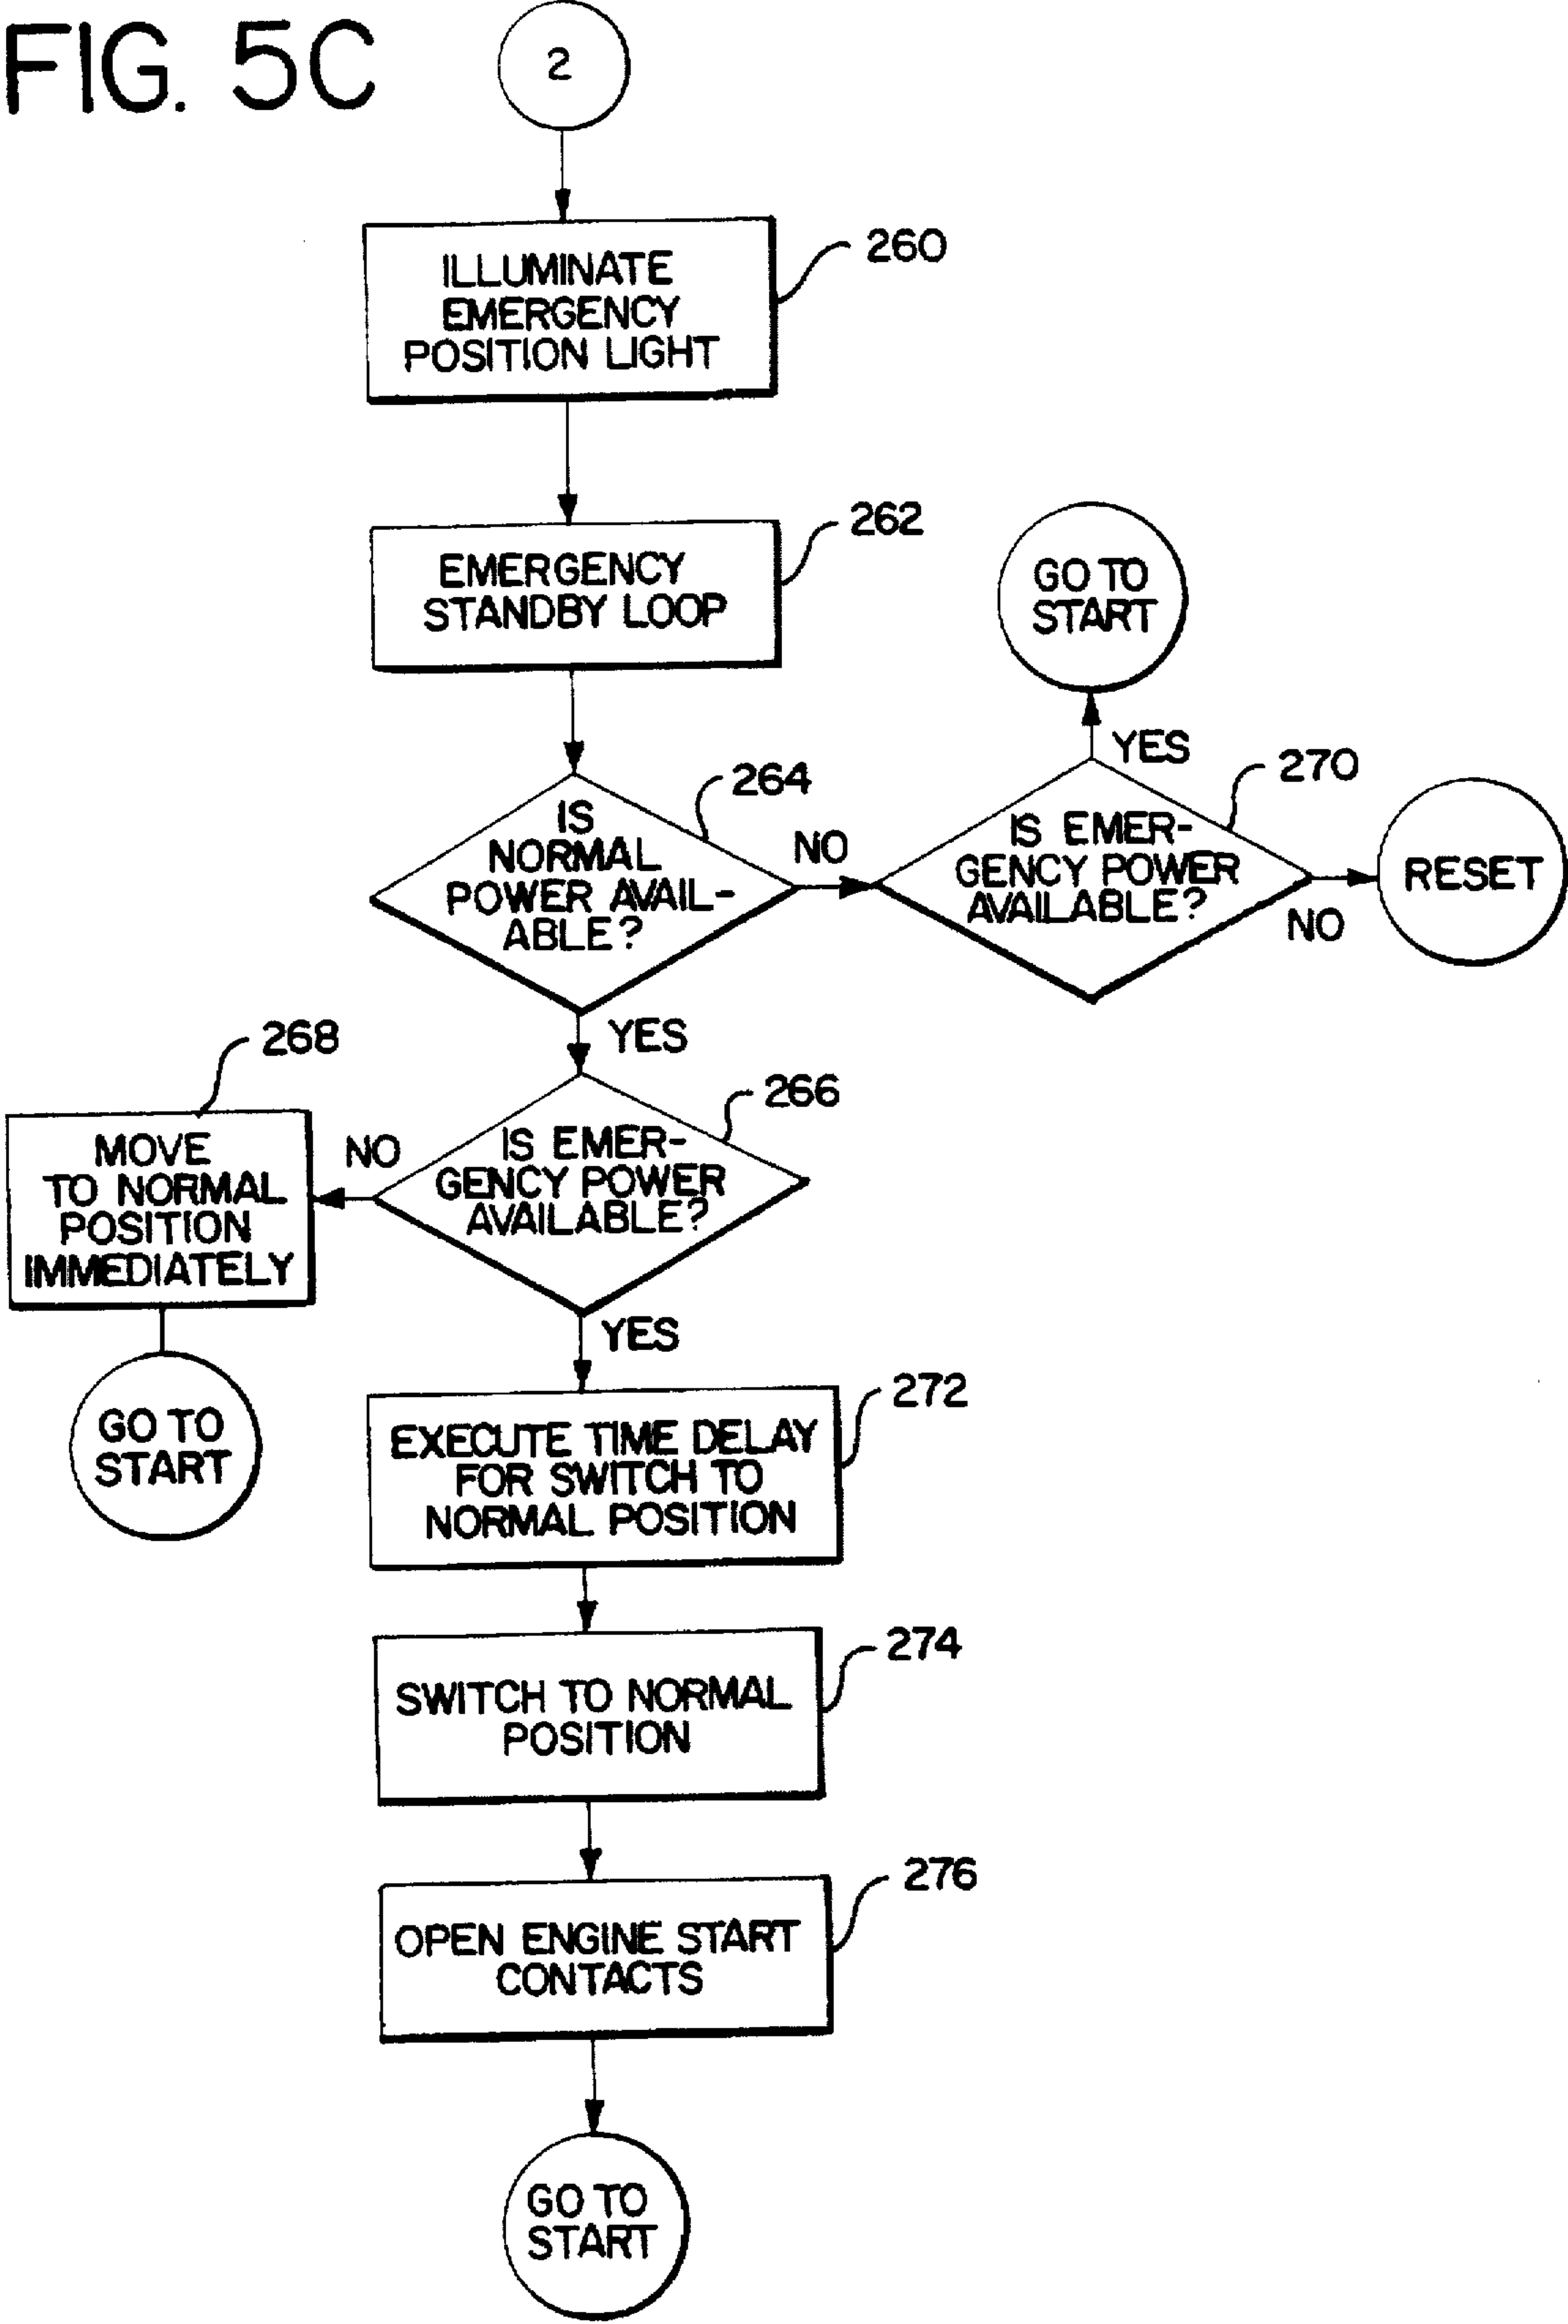 FIG. 5C
2
ILLUMINATE
EMERGENCY
POSITION LIGHT
260
EMERGENCY
STANDBY LOOP
262
GO TO
START
IS
NORMAL
POWER AVAIL-
ABLE?
264
NO
YES
IS EMER-
GENCY POWER
AVAILABLE?
270
NO
RESET
YES
268
MOVE
TO NORMAL
POSITION
IMMEDIATELY
NO
IS EMER-
GENCY POWER
AVAILABLE?
266
YES
GO TO
START
EXECUTE TIME DELAY
FOR SWITCH TO
NORMAL POSITION
272
SWITCH TO NORMAL
POSITION
274
OPEN ENGINE START
CONTACTS
276
GO TO
START